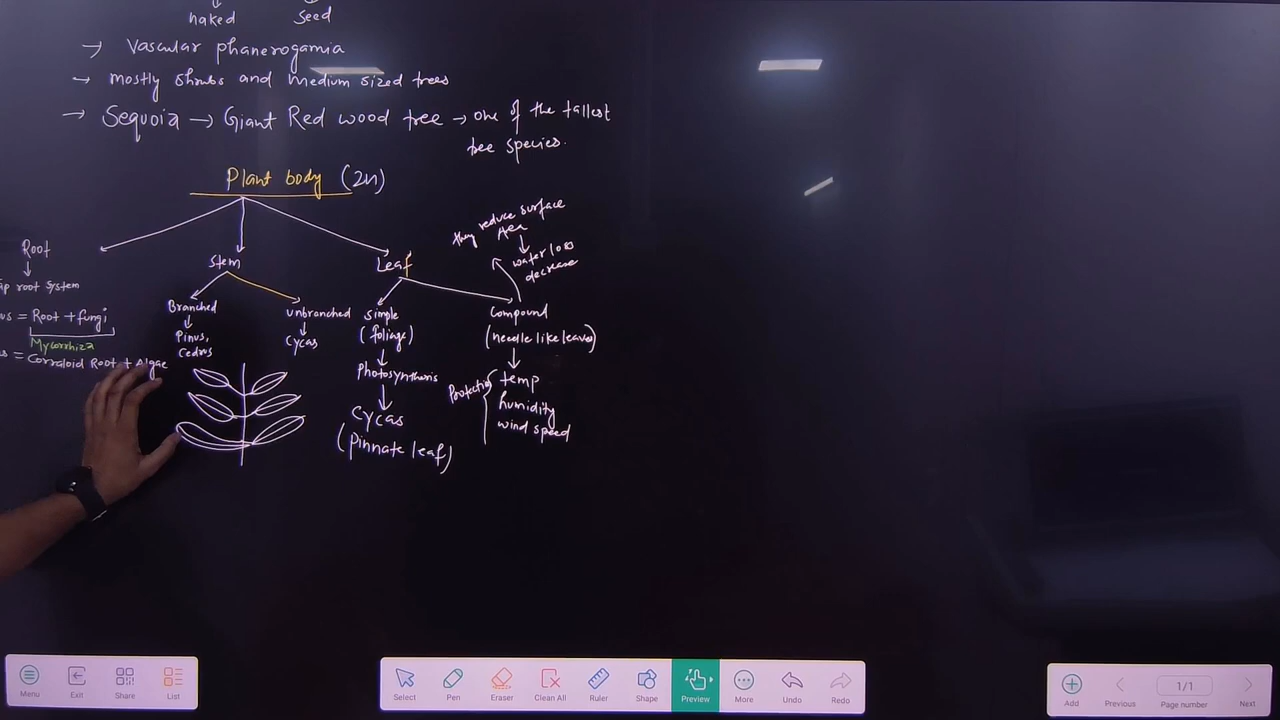 naked seed
→ Vascular phanerogamia
→ mostly shrubs and medium sized trees
→ Sequoia → Giant Red wood tree → one of the tallest
tree species.
Plant body (2n)
Root
root system
= Root + fungi
Mycorrhiza
= Corraloid Root + Algae
Stem
Branched
Pinus,
Cedrus
unbranched
Cycas
Leaf
simple
(foliage)
Photosynthesis
Cycas
(Pinnate leaf)
compound
(needle like leaves)
they reduce surface
Area
water loss
decrease
Protection
temp
humidity
wind speed
Menu
Exit
Share
List
Select
Pen
Eraser
Clean All
Ruler
Shape
Preview
More
Undo
Redo
Add
Previous
1/1
Page number
Next